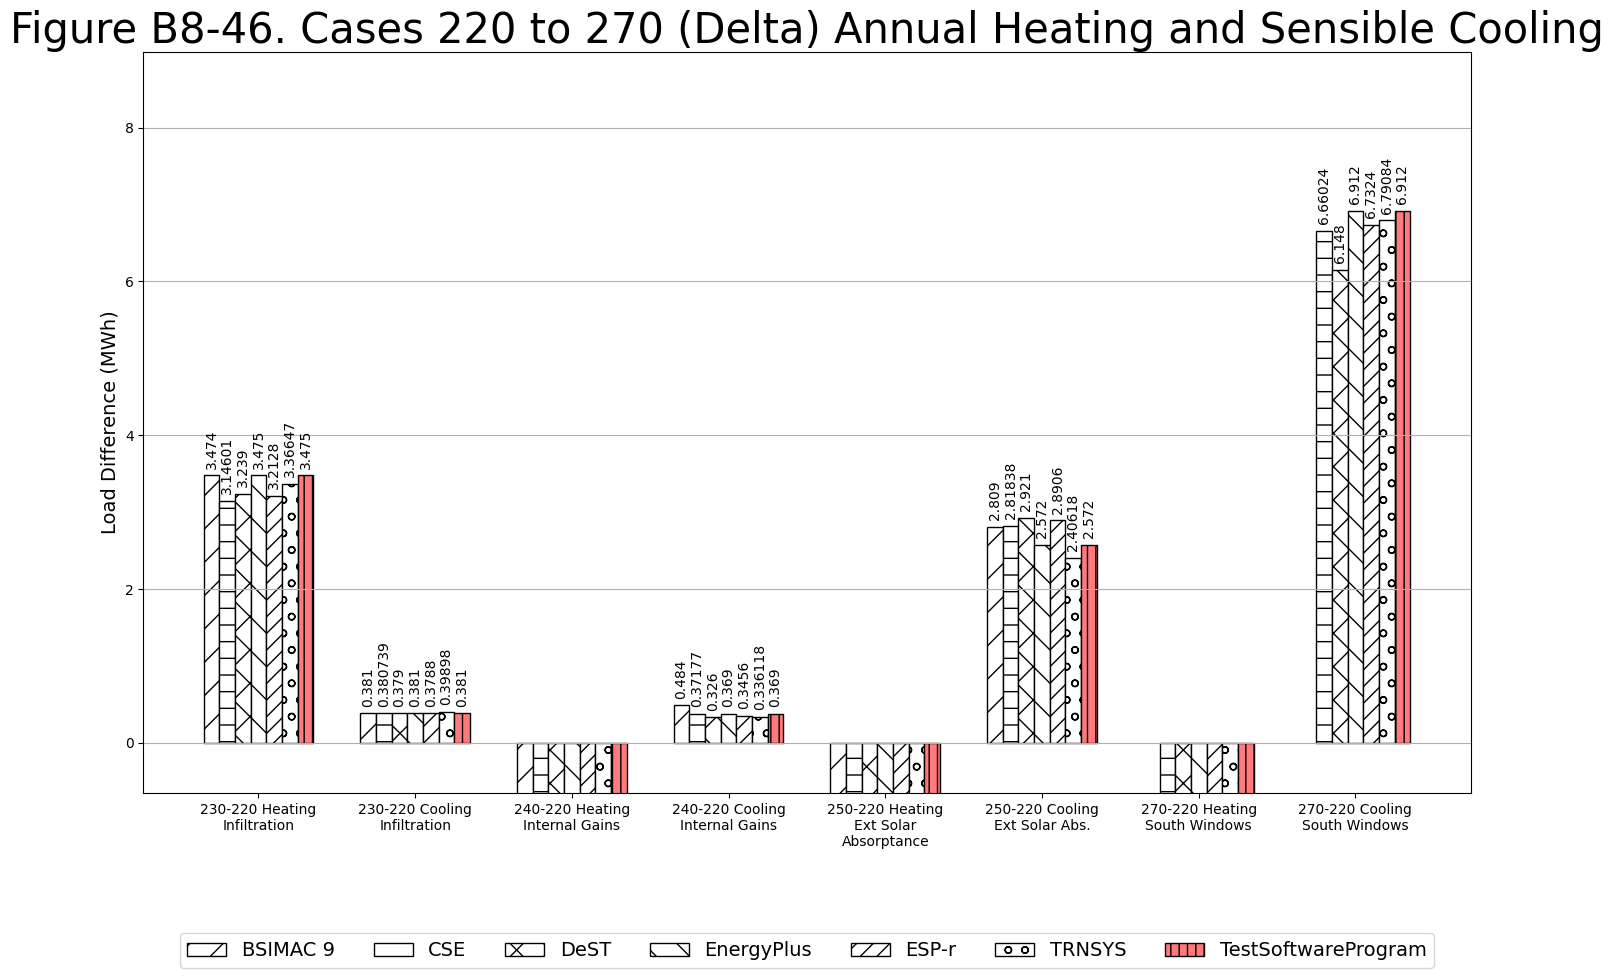 Figure B8-46. Cases 220 to 270 (Delta) Annual Heating and Sensible Cooling
Load Difference (MWh)
8
6
4
2
0
3.474
3.14601
3.239
3.475
3.2128
3.36647
3.475
0.381
0.380739
0.379
0.381
0.3788
0.39898
0.381
0.484
0.37177
0.326
0.369
0.3456
0.336118
0.369
2.809
2.81838
2.921
2.572
2.8906
2.40618
2.572
6.66024
6.148
6.912
6.7324
6.79084
6.912
230-220 Heating
Infiltration
230-220 Cooling
Infiltration
240-220 Heating
Internal Gains
240-220 Cooling
Internal Gains
250-220 Heating
Ext Solar
Absorptance
250-220 Cooling
Ext Solar Abs.
270-220 Heating
South Windows
270-220 Cooling
South Windows
BSIMAC 9
CSE
DeST
EnergyPlus
ESP-r
TRNSYS
TestSoftwareProgram